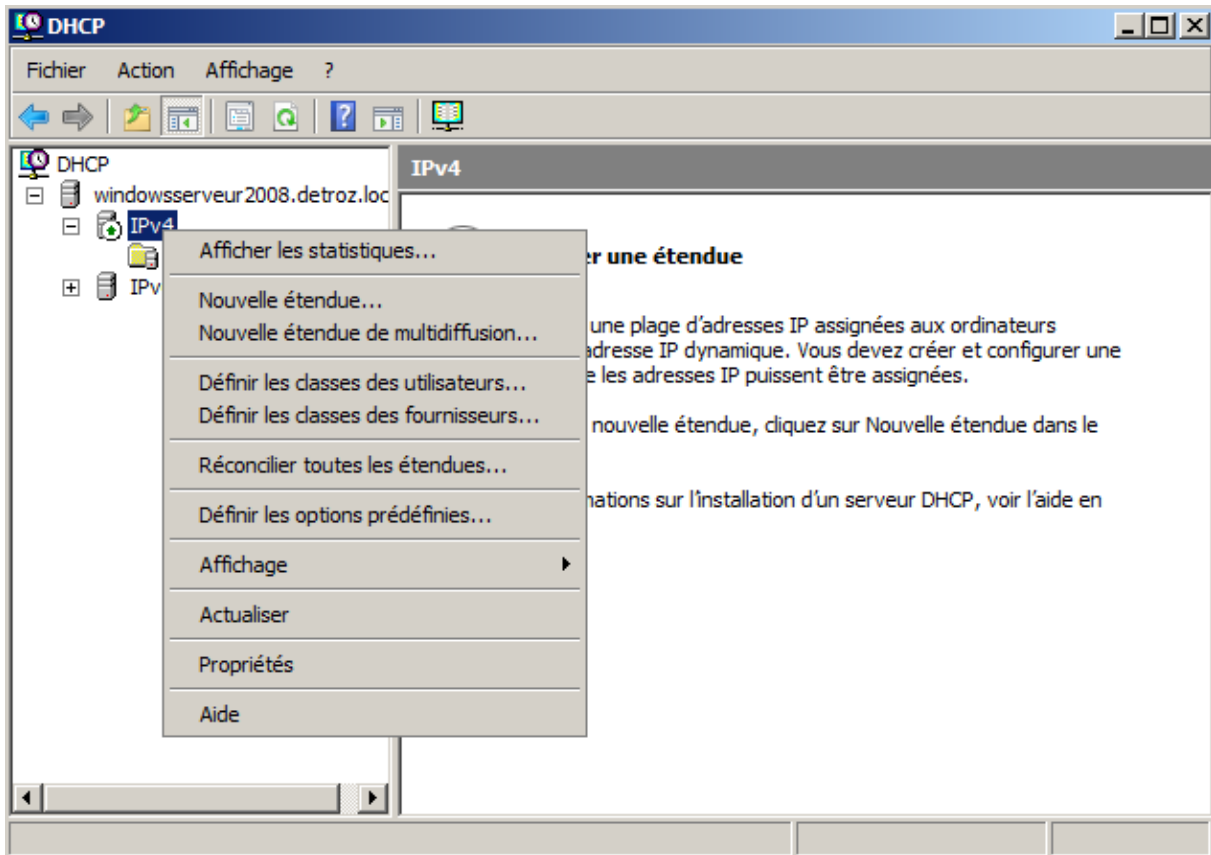 DHCP
Fichier Action Affichage ?
DHCP
windowsserveur2008.detroz.loc
IPv4
IPv
IPv4
Afficher les statistiques...
Nouvelle étendue...
Nouvelle étendue de multidiffusion...
Définir les classes des utilisateurs...
Définir les classes des fournisseurs...
Réconcilier toutes les étendues...
Définir les options prédéfinies...
Affichage
Actualiser
Propriétés
Aide
er une étendue
une plage d'adresses IP assignées aux ordinateurs
adresse IP dynamique. Vous devez créer et configurer une
e les adresses IP puissent être assignées.
nouvelle étendue, cliquez sur Nouvelle étendue dans le
mations sur l'installation d'un serveur DHCP, voir l'aide en